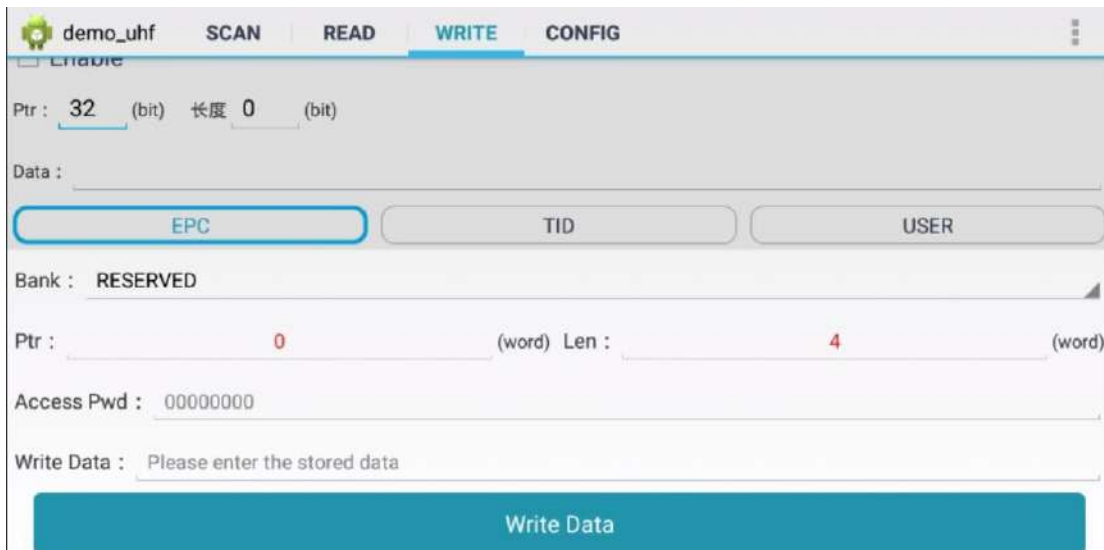 demo_uhf SCAN READ WRITE CONFIG
Enable
Ptr : 32 (bit) 长度 0 (bit)
Data :
EPC TID USER
Bank : RESERVED
Ptr : 0 (word) Len : 4 (word)
Access Pwd : 00000000
Write Data : Please enter the stored data
Write Data